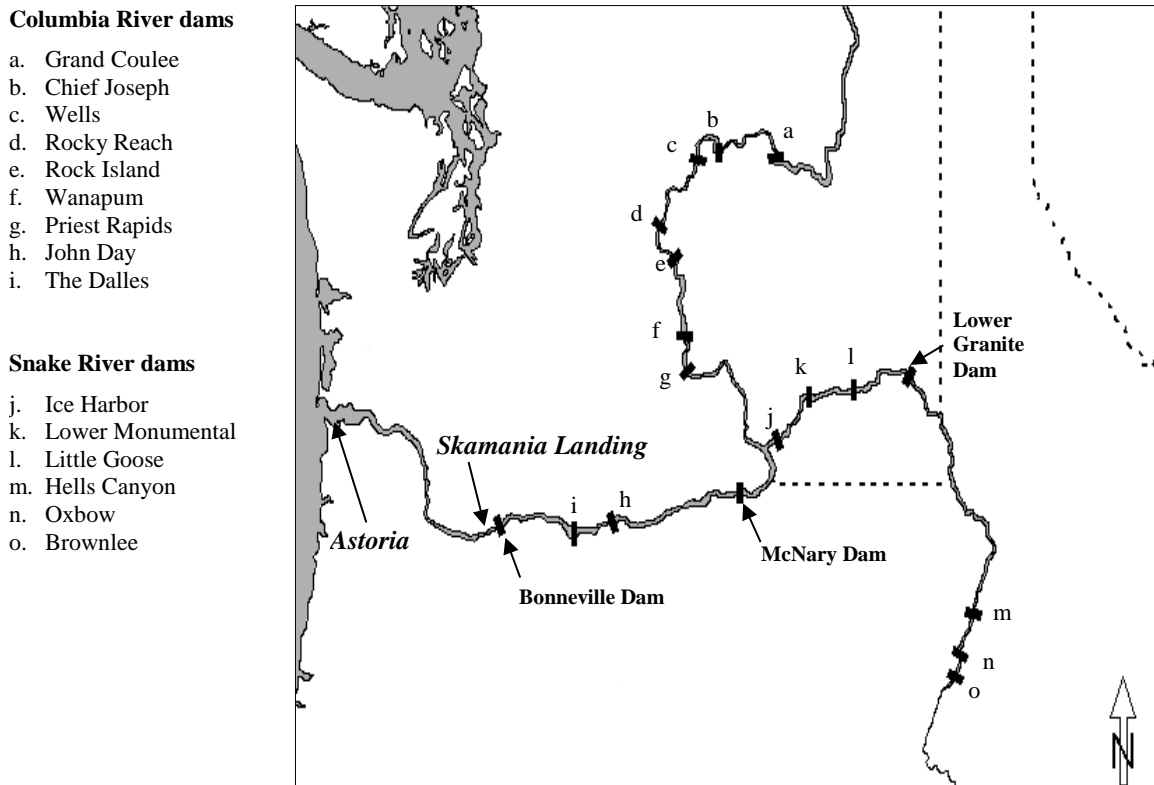 Columbia River dams
a. Grand Coulee
b. Chief Joseph
c. Wells
d. Rocky Reach
e. Rock Island
f. Wanapum
g. Priest Rapids
h. John Day
i. The Dalles
Snake River dams
j. Ice Harbor
k. Lower Monumental
l. Little Goose
m. Hells Canyon
n. Oxbow
o. Brownlee
b
a
c
d
e
f
g
Lower
Granite
Dam
k
l
j
Skamania Landing
i
h
Astoria
McNary Dam
Bonneville Dam
m
n
o
N